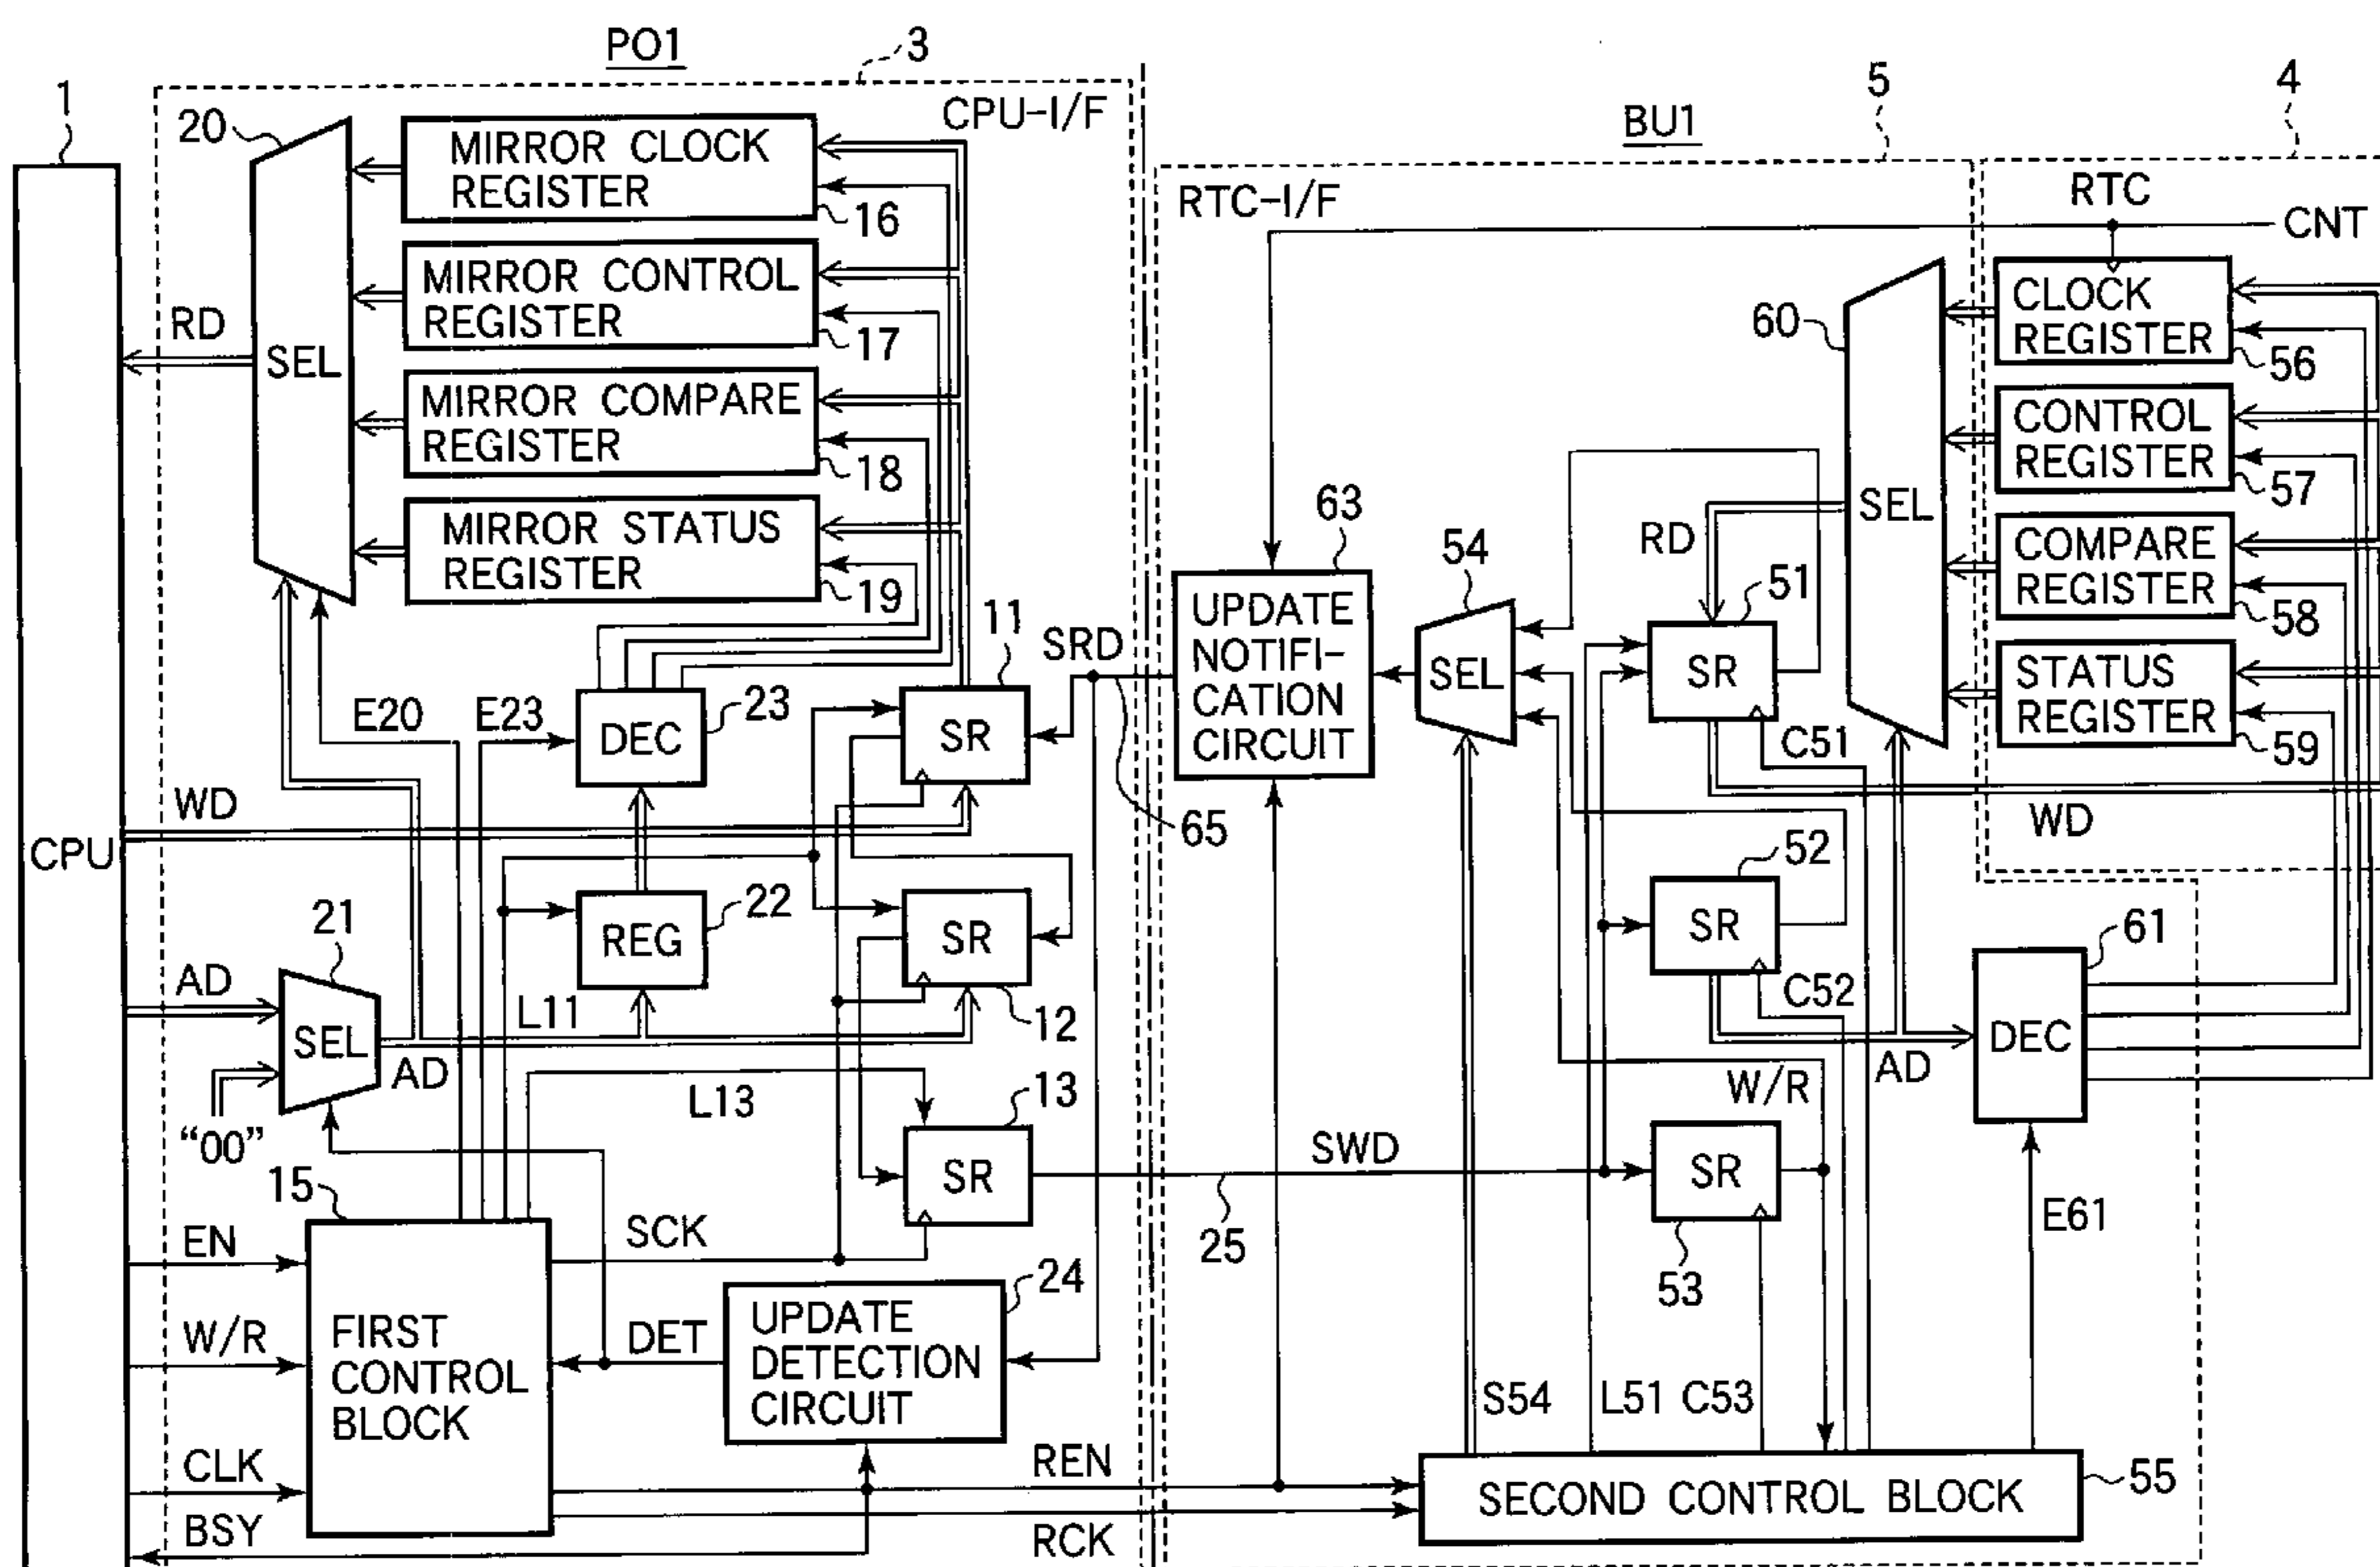 PO1
3
1
CPU-I/F
20
MIRROR CLOCK
REGISTER
16
MIRROR CONTROL
REGISTER
17
RD
SEL
MIRROR COMPARE
REGISTER
18
MIRROR STATUS
REGISTER
19
11
SRD
E20
E23
DEC
23
SR
WD
65
CPU
REG
22
SR
12
21
AD
SEL
L11
AD
"00"
L13
13
SR
15
EN
SCK
24
W/R
FIRST
CONTROL
BLOCK
DET
UPDATE
DETECTION
CIRCUIT
CLK
BSY
REN
RCK
BU1
5
4
RTC-I/F
RTC
CNT
60
CLOCK
REGISTER
56
CONTROL
REGISTER
57
SEL
RD
63
54
COMPARE
REGISTER
58
UPDATE
NOTIFI-
CATION
CIRCUIT
SEL
51
SR
STATUS
REGISTER
59
C51
WD
52
SR
C52
61
DEC
AD
W/R
SWD
25
SR
53
E61
S54
L51
C53
SECOND CONTROL BLOCK
55